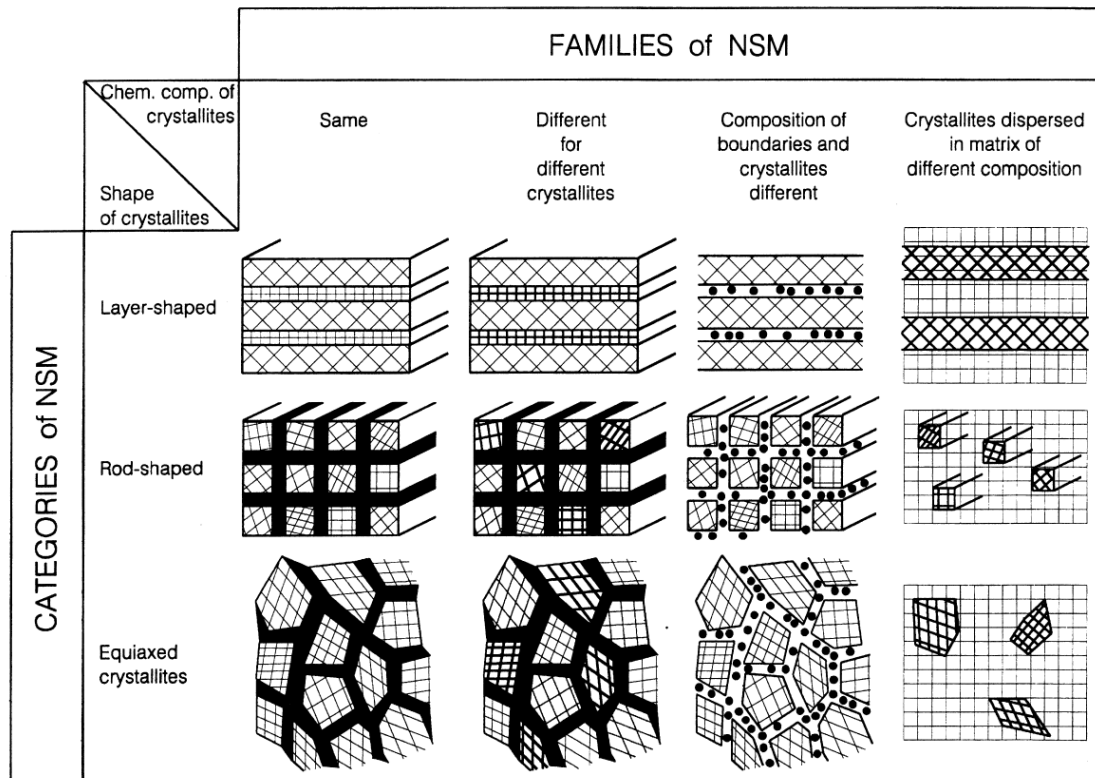 FAMILIES of NSM
Chem. comp. of
crystallites
Shape
of crystallites
Same
Different
for
different
crystallites
Composition of
boundaries and
crystallites
different
Crystallites dispersed
in matrix of
different composition
CATEGORIES of NSM
Layer-shaped
Rod-shaped
Equiaxed
crystallites